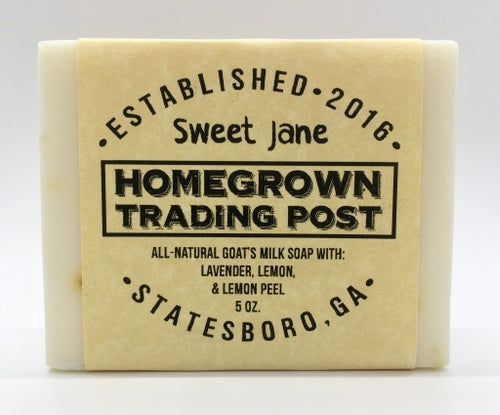 •ESTABLISHED•2016•
Sweet Jane
HOMEGROWN
TRADING POST
ALL-NATURAL GOAT'S MILK SOAP WITH:
LAVENDER, LEMON,
& LEMON PEEL
5 OZ.
•STATESBORO, GA•